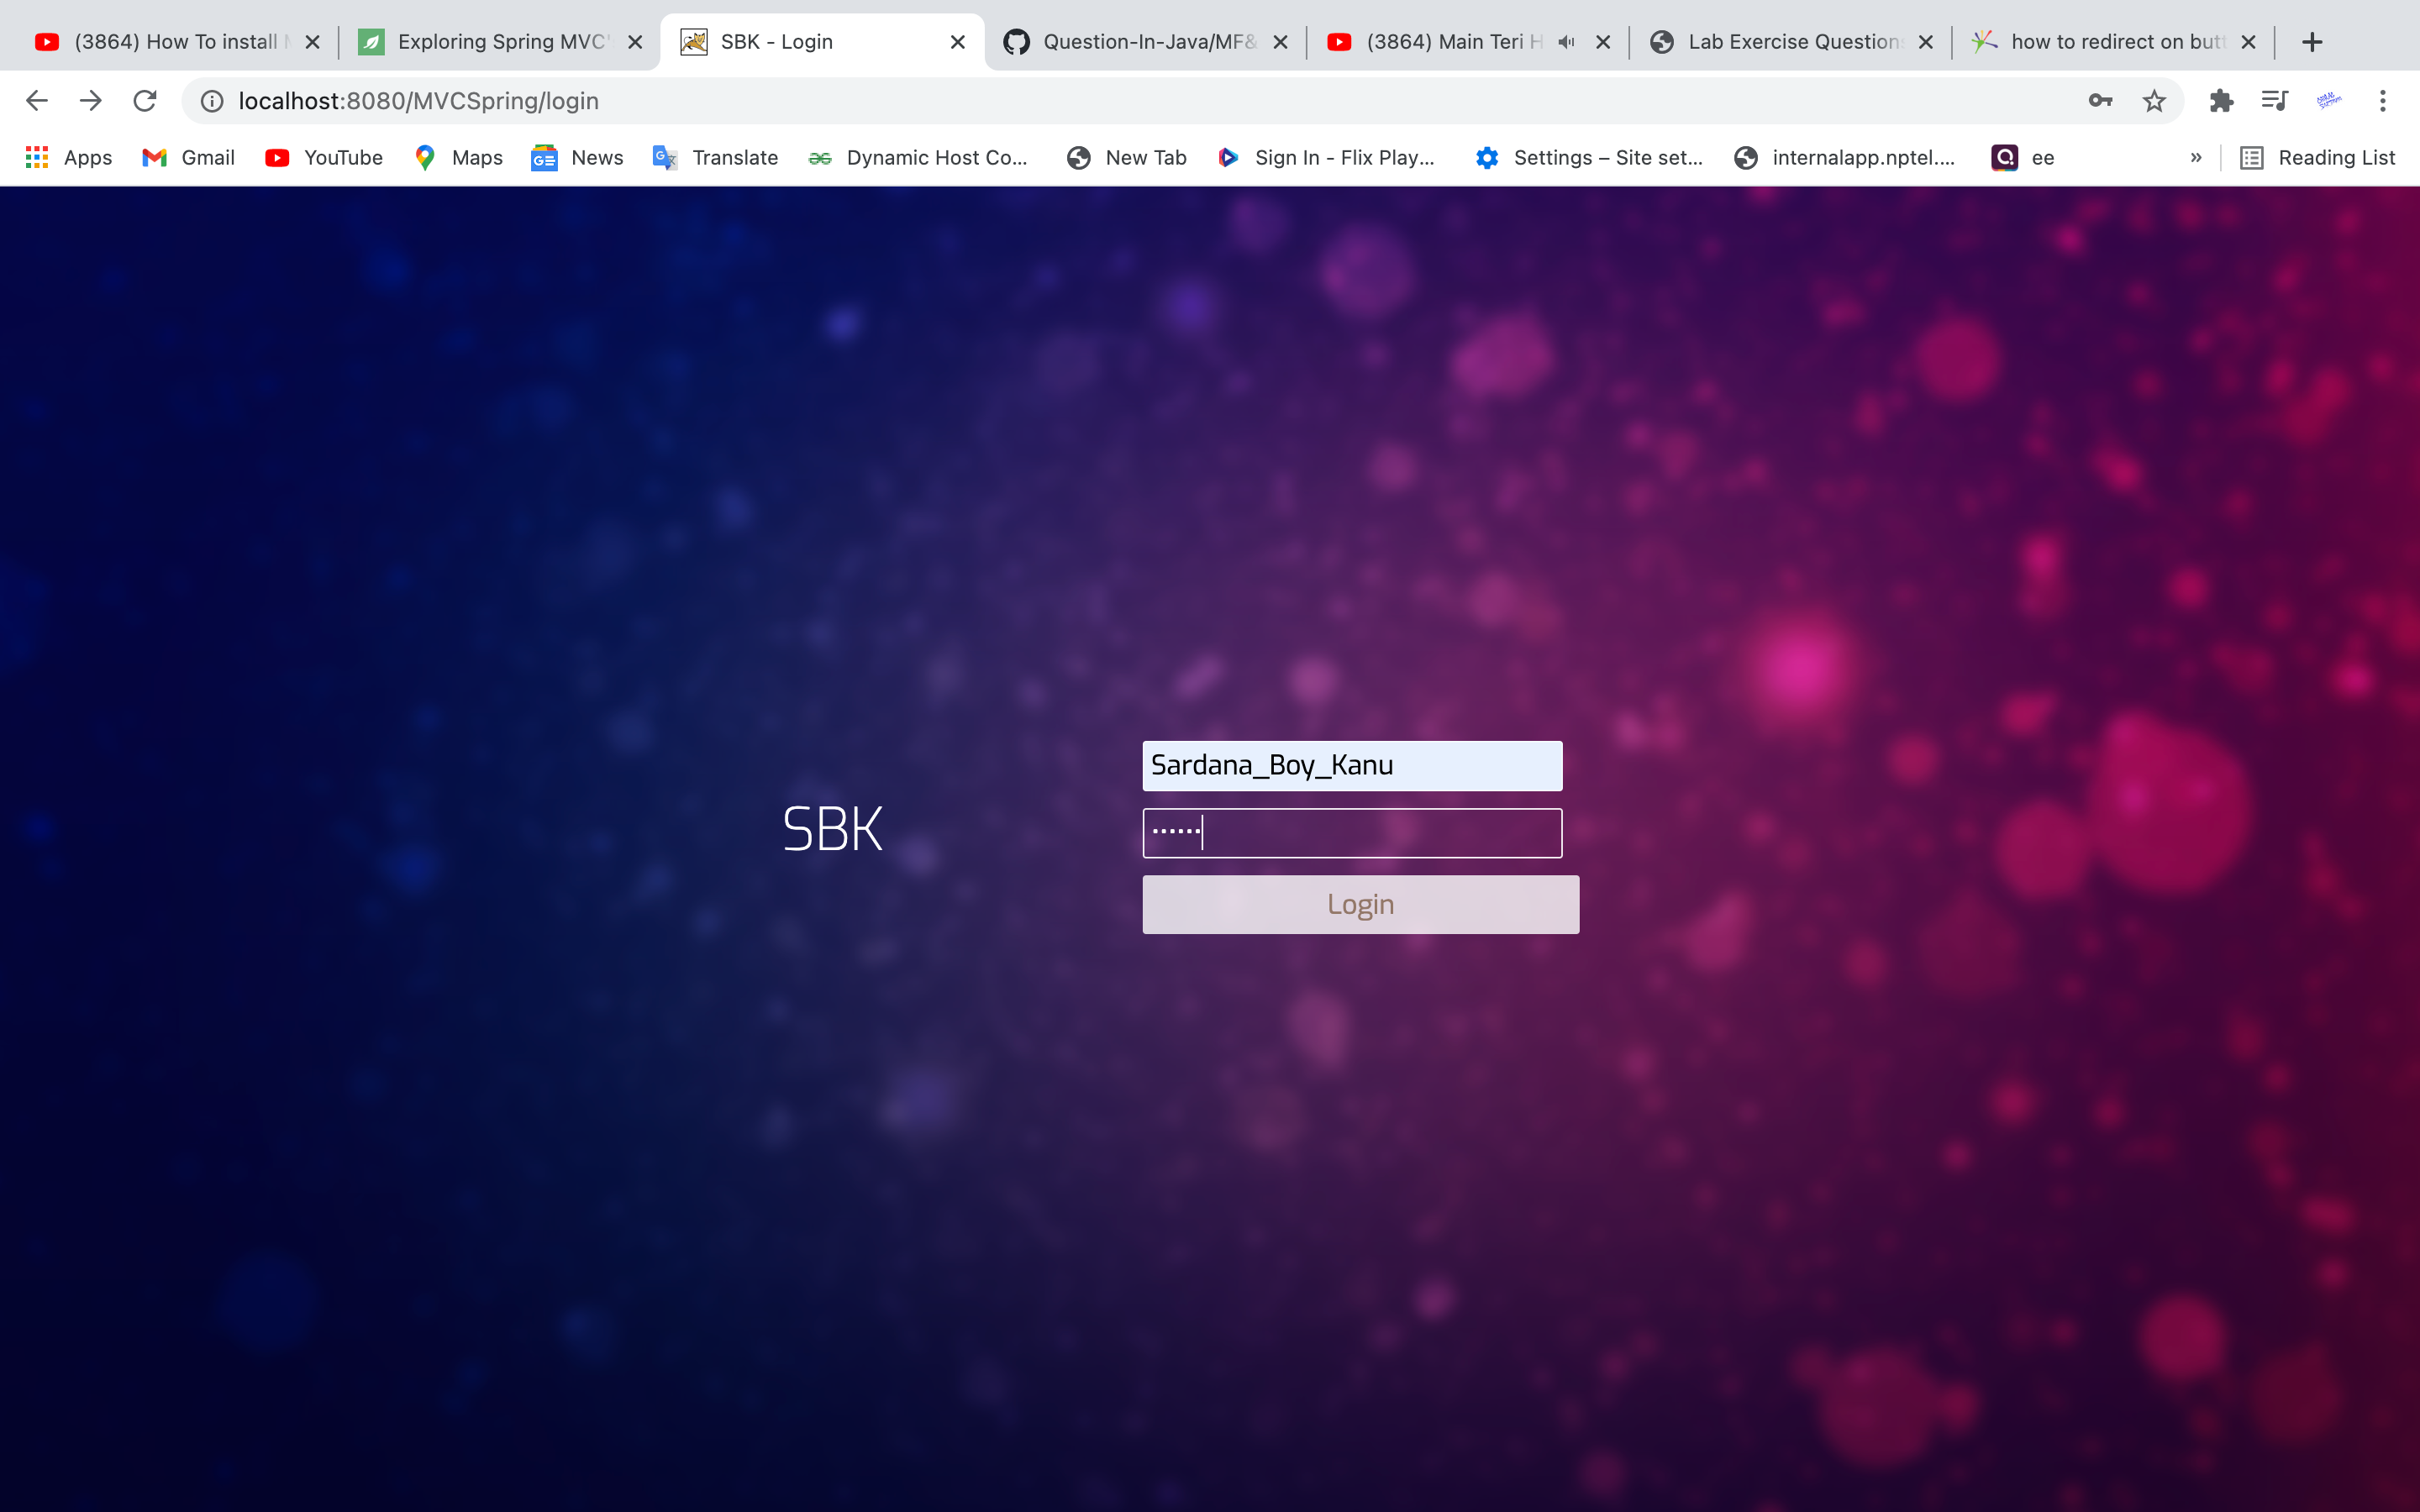 (3864) How To install
Exploring Spring MVC'
SBK - Login
Question-In-Java/MF&
(3864) Main Teri H
Lab Exercise Question
how to redirect on but
localhost:8080/MVCSpring/login
Apps
Gmail
YouTube
Maps
News
Translate
Dynamic Host Co...
New Tab
Sign In - Flix Play...
Settings – Site set...
internalapp.nptel....
ee
»
Reading List
Sardana_Boy_Kanu
SBK
••••••
Login